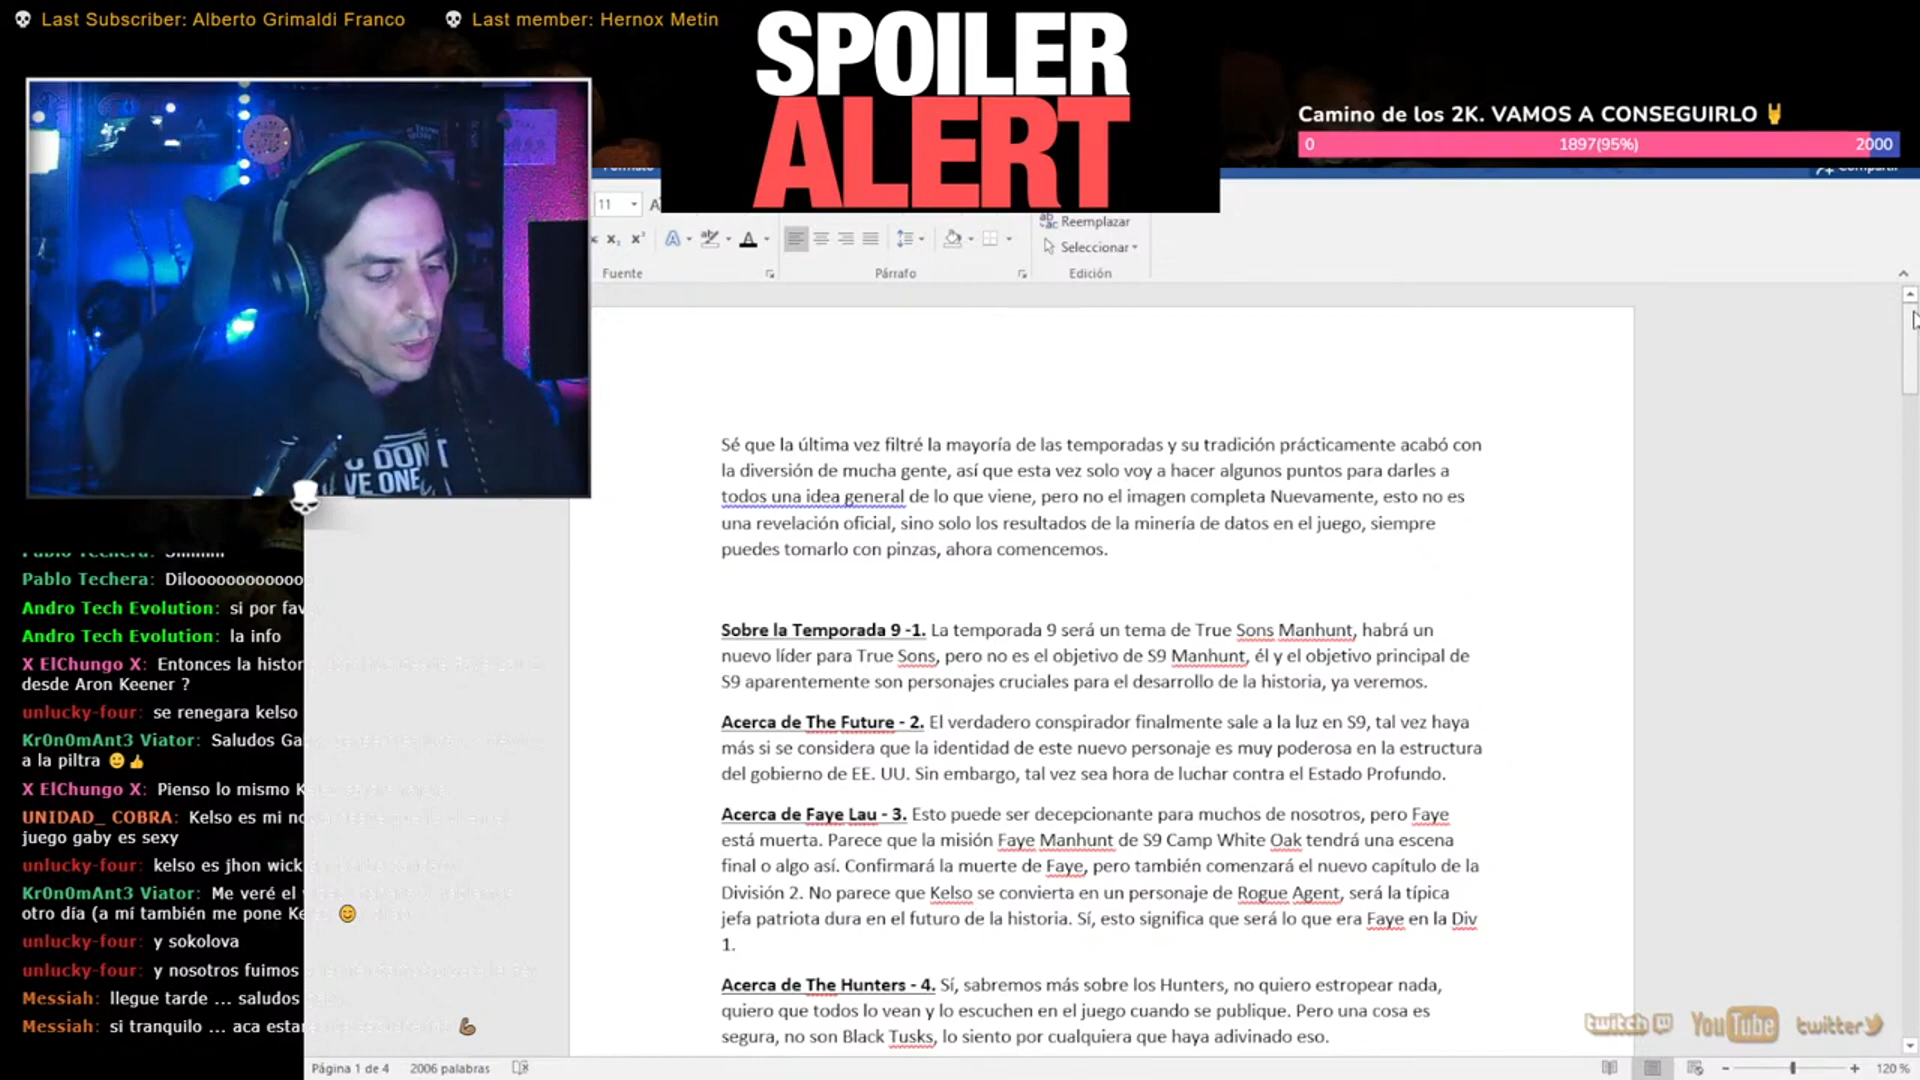 Last Subscriber: Alberto Grimaldi Franco
Last member: Hernox Metin
SPOILER
ALERT
Camino de los 2K. VAMOS A CONSEGUIRLO
0 1897(95%) 2000
11
Reemplazar
Seleccionar
Fuente
Párrafo
Edición
Sé que la última vez filtré la mayoría de las temporadas y su tradición prácticamente acabó con
la diversión de mucha gente, así que esta vez solo voy a hacer algunos puntos para darles a
todos una idea general de lo que viene, pero no el imagen completa Nuevamente, esto no es
una revelación oficial, sino solo los resultados de la minería de datos en el juego, siempre
puedes tomarlo con pinzas, ahora comencemos.
Sobre la Temporada 9 -1. La temporada 9 será un tema de True Sons Manhunt, habrá un
nuevo líder para True Sons, pero no es el objetivo de S9 Manhunt, él y el objetivo principal de
S9 aparentemente son personajes cruciales para el desarrollo de la historia, ya veremos.
Acerca de The Future - 2. El verdadero conspirador finalmente sale a la luz en S9, tal vez haya
más si se considera que la identidad de este nuevo personaje es muy poderosa en la estructura
del gobierno de EE. UU. Sin embargo, tal vez sea hora de luchar contra el Estado Profundo.
Acerca de Faye Lau - 3. Esto puede ser decepcionante para muchos de nosotros, pero Faye
está muerta. Parece que la misión Faye Manhunt de S9 Camp White Oak tendrá una escena
final o algo así. Confirmará la muerte de Faye, pero también comenzará el nuevo capítulo de la
División 2. No parece que Kelso se convierta en un personaje de Rogue Agent, será la típica
jefa patriota dura en el futuro de la historia. Sí, esto significa que será lo que era Faye en la Div
1.
Acerca de The Hunters - 4. Sí, sabremos más sobre los Hunters, no quiero estropear nada,
quiero que todos lo vean y lo escuchen en el juego cuando se publique. Pero una cosa es
segura, no son Black Tusks, lo siento por cualquiera que haya adivinado eso.
Pablo Techera: Diloooooooooooo
Andro Tech Evolution: si por fav
Andro Tech Evolution: la info
X ElChungo X: Entonces la histor
desde Aron Keener ?
unlucky-four: se renegara kelso
Kr0n0mAnt3 Viator: Saludos Ga
a la piltra 🙂👍
X ElChungo X: Pienso lo mismo K
UNIDAD_ COBRA: Kelso es mi no
juego gaby es sexy
unlucky-four: kelso es jhon wick
Kr0n0mAnt3 Viator: Me veré el
otro día (a mí también me pone Ke 😊
unlucky-four: y sokolova
unlucky-four: y nosotros fuimos
Messiah: llegue tarde ... saludos
Messiah: si tranquilo ... aca esta
Página 1 de 4 2006 palabras
120 %
twitch YouTube twitter